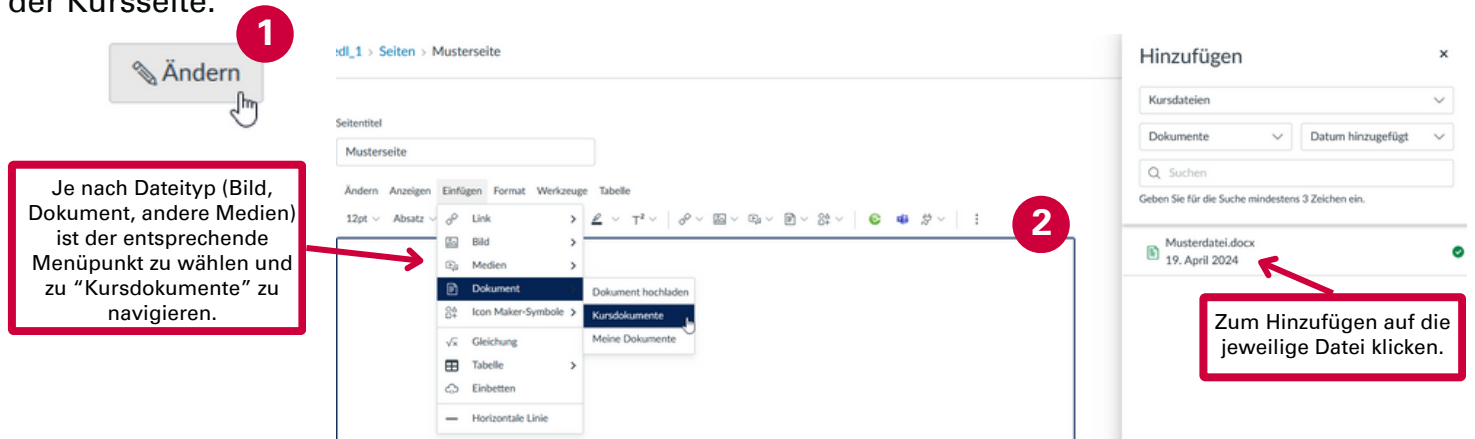 der Kursseite.
1
Ändern
Je nach Dateityp (Bild,
Dokument, andere Medien)
ist der entsprechende
Menüpunkt zu wählen und
zu “Kursdokumente” zu
navigieren.
edl_1 > Seiten > Musterseite
Seitentitel
Musterseite
Ändern Anzeigen Einfügen Format Werkzeuge Tabelle
12pt Absatz T²
2
Link
Bild
Medien
Dokument
Icon Maker-Symbole
Gleichung
Tabelle
Einbetten
Horizontale Linie
Dokument hochladen
Kursdokumente
Meine Dokumente
Hinzufügen ×
Kursdateien
Dokumente Datum hinzugefügt
Suchen
Geben Sie für die Suche mindestens 3 Zeichen ein.
Musterdatei.docx
19. April 2024
Zum Hinzufügen auf die
jeweilige Datei klicken.